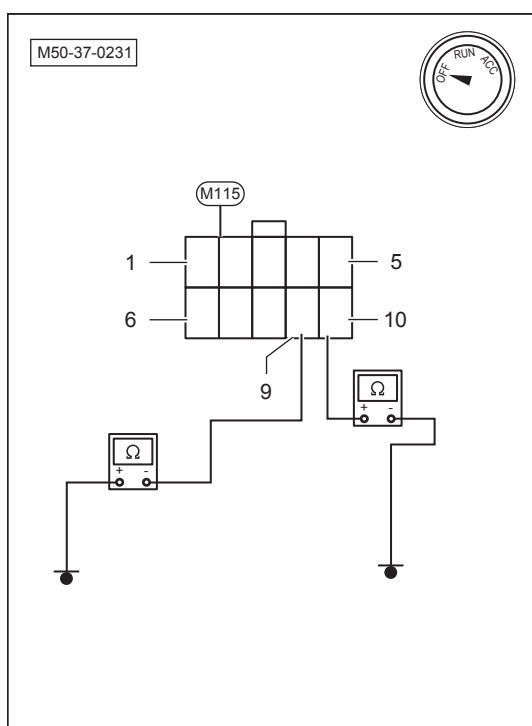 M50-37-0231
OFF RUN ACC
M115
1
5
6
10
9
Ω
+ -
Ω
+ -